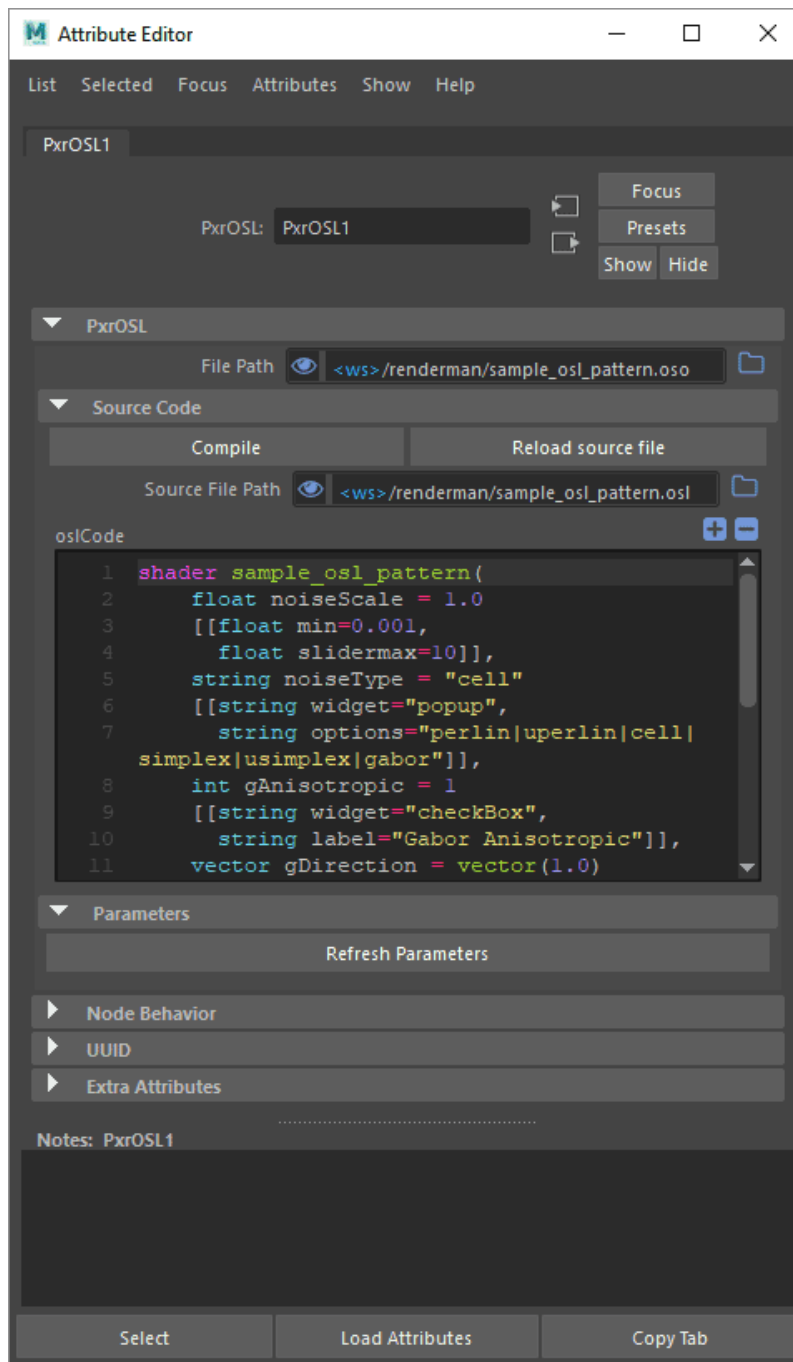 Attribute Editor
List Selected Focus Attributes Show Help
PxrOSL1
Focus
PxrOSL: PxrOSL1
Presets
Show Hide
PxrOSL
File Path <ws>/renderman/sample_osl_pattern.oso
Source Code
Compile Reload source file
Source File Path <ws>/renderman/sample_osl_pattern.osl
oslCode
1 shader sample_osl_pattern(
2 float noiseScale = 1.0
3 [[float min=0.001,
4 float slidermax=10]],
5 string noiseType = "cell"
6 [[string widget="popup",
7 string options="perlin|uperlin|cell|
simplex|usimplex|gabor"]],
8 int gAnisotropic = 1
9 [[string widget="checkBox",
10 string label="Gabor Anisotropic"]],
11 vector gDirection = vector(1.0)
Parameters
Refresh Parameters
Node Behavior
UUID
Extra Attributes
Notes: PxrOSL1
Select Load Attributes Copy Tab